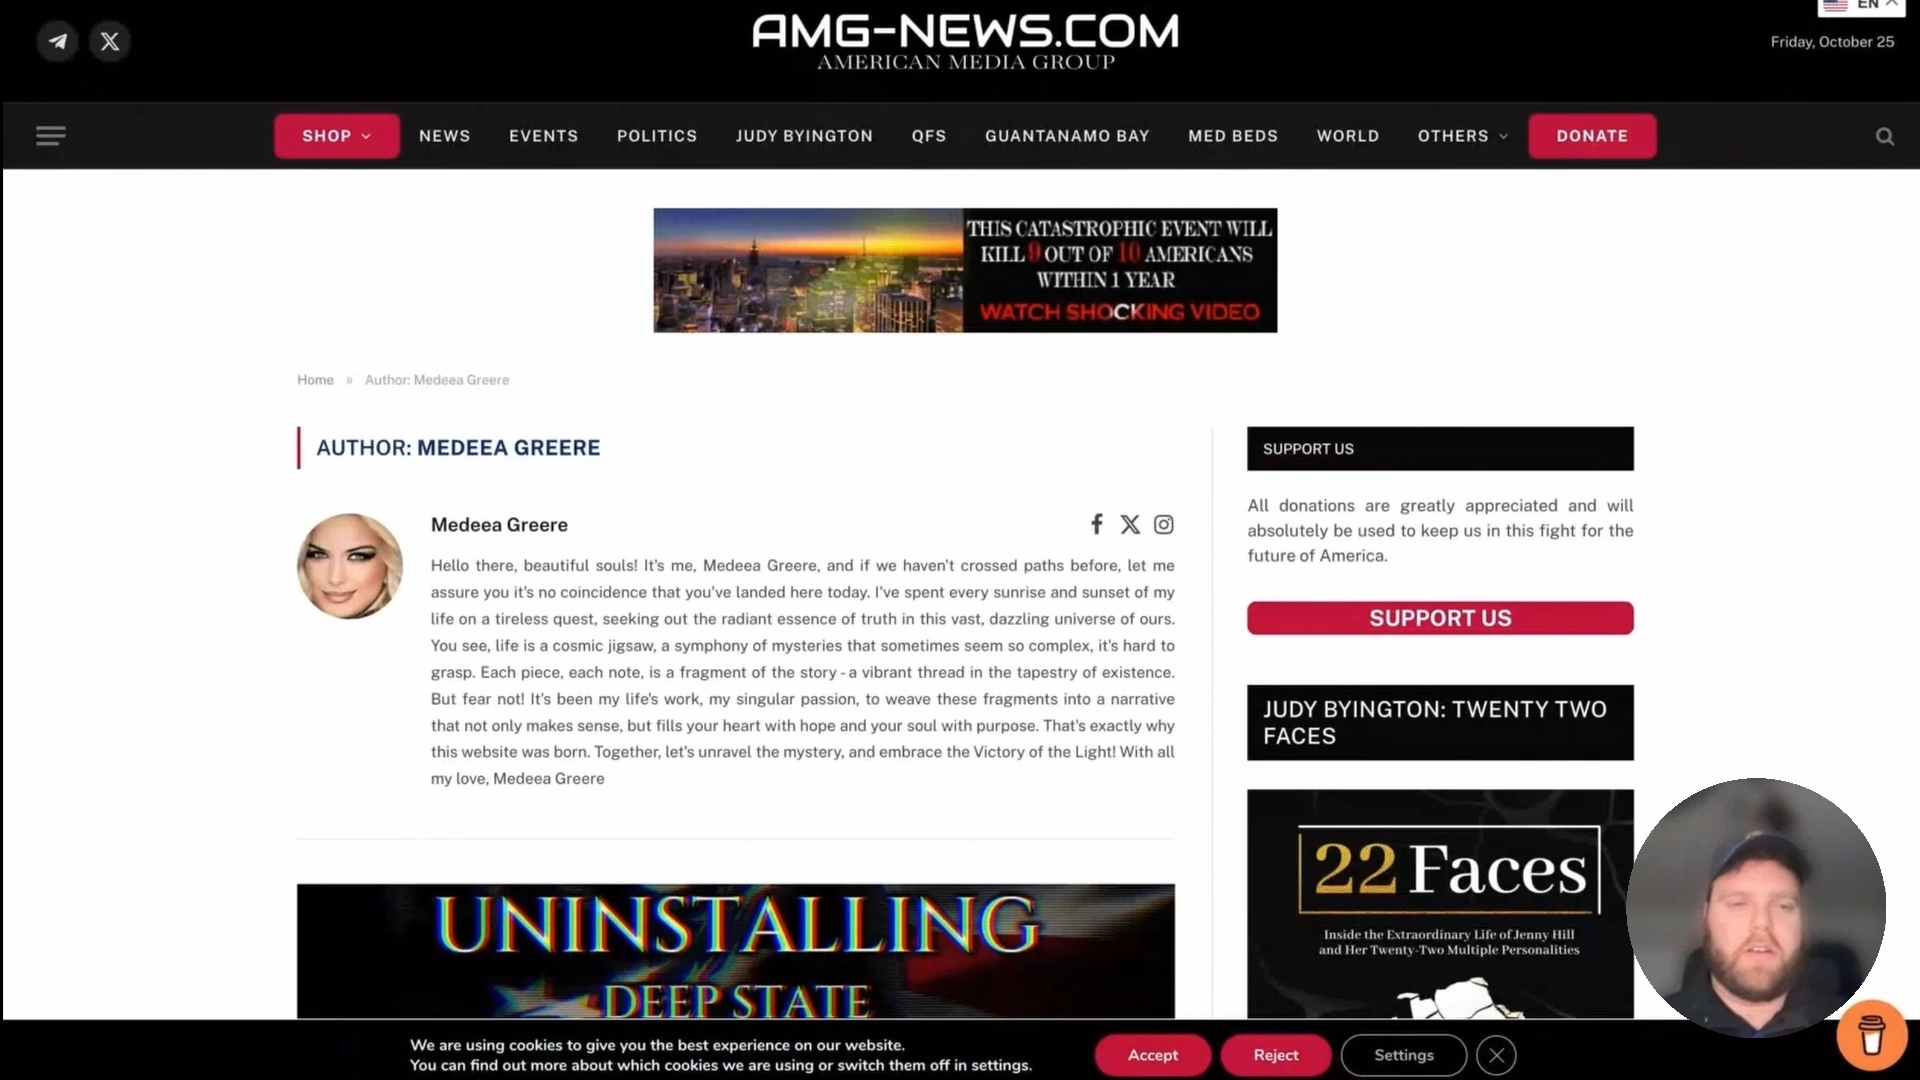 AMG-NEWS.COM
AMERICAN MEDIA GROUP
EN
Friday, October 25
SHOP
NEWS
EVENTS
POLITICS
JUDY BYINGTON
QFS
GUANTANAMO BAY
MED BEDS
WORLD
OTHERS
DONATE
THIS CATASTROPHIC EVENT WILL
KILL 9 OUT OF 10 AMERICANS
WITHIN 1 YEAR
WATCH SHOCKING VIDEO
Home » Author: Medeea Greere
AUTHOR: MEDEEA GREERE
Medeea Greere
Hello there, beautiful souls! It's me, Medeea Greere, and if we haven't crossed paths before, let me
assure you it's no coincidence that you've landed here today. I've spent every sunrise and sunset of my
life on a tireless quest, seeking out the radiant essence of truth in this vast, dazzling universe of ours.
You see, life is a cosmic jigsaw, a symphony of mysteries that sometimes seem so complex, it's hard to
grasp. Each piece, each note, is a fragment of the story - a vibrant thread in the tapestry of existence.
But fear not! It's been my life's work, my singular passion, to weave these fragments into a narrative
that not only makes sense, but fills your heart with hope and your soul with purpose. That's exactly why
this website was born. Together, let's unravel the mystery, and embrace the Victory of the Light! With all
my love, Medeea Greere
UNINSTALLING
DEEP STATE
SUPPORT US
All donations are greatly appreciated and will
absolutely be used to keep us in this fight for the
future of America.
SUPPORT US
JUDY BYINGTON: TWENTY TWO
FACES
22 Faces
Inside the Extraordinary Life of Jenny Hill
and Her Twenty-Two Multiple Personalities
We are using cookies to give you the best experience on our website.
You can find out more about which cookies we are using or switch them off in settings.
Accept
Reject
Settings